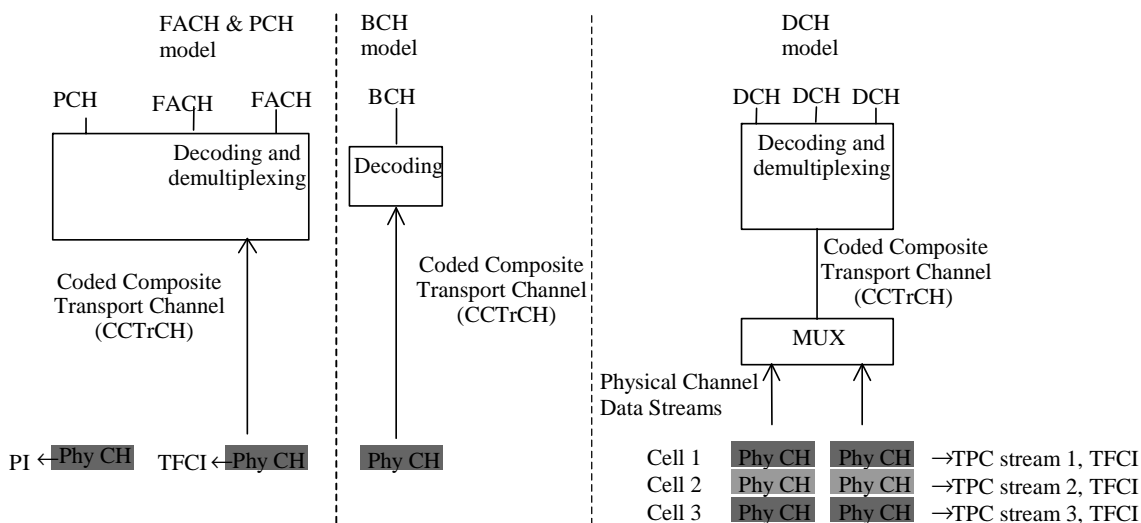 FACH & PCH
model
PCH
FACH
FACH
Decoding and
demultiplexing
Coded Composite
Transport Channel
(CCTrCH)
PI ← Phy CH
TFCI ← Phy CH
BCH
model
BCH
Decoding
Coded Composite
Transport Channel
(CCTrCH)
Phy CH
DCH
model
DCH DCH DCH
Decoding and
demultiplexing
Coded Composite
Transport Channel
(CCTrCH)
MUX
Physical Channel
Data Streams
Cell 1 Phy CH Phy CH →TPC stream 1, TFCI
Cell 2 Phy CH Phy CH →TPC stream 2, TFCI
Cell 3 Phy CH Phy CH →TPC stream 3, TFCI